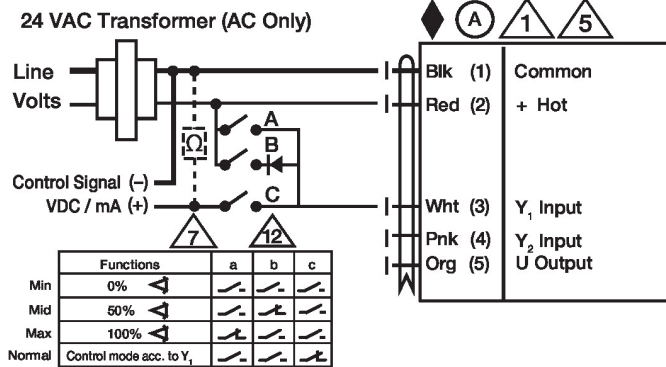 24 VAC Transformer (AC Only)
A 1 5
Line
Volts
Blk (1) Common
Red (2) + Hot
A
B
Ω
C
Control Signal (–)
VDC / mA (+)
Wht (3) Y1 Input
Pnk (4) Y2 Input
Org (5) U Output
7 12
Functions a b c
Min 0%
Mid 50%
Max 100%
Normal Control mode acc. to Y1